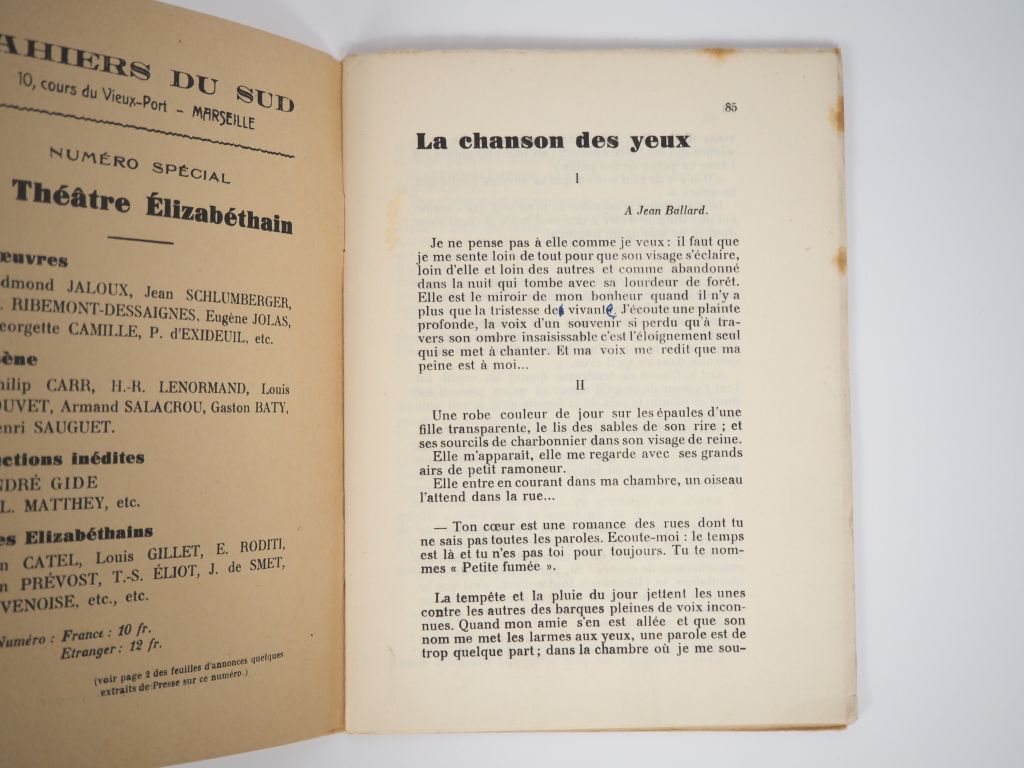 AHIERS DU SUD
10, cours du Vieux-Port - MARSEILLE
NUMÉRO SPÉCIAL
Théâtre Élizabéthain
œuvres
dmond JALOUX, Jean SCHLUMBERGER,
. RIBEMONT-DESSAIGNES, Eugène JOLAS,
eorgette CAMILLE, P. d'EXIDEUIL, etc.
ène
hilip CARR, H.-R. LENORMAND, Louis
OUVET, Armand SALACROU, Gaston BATY,
enri SAUGUET.
ctions inédites
NDRÉ GIDE
L. MATTHEY, etc.
es Elizabéthains
n CATEL, Louis GILLET, E. RODITI,
n PRÉVOST, T.-S. ÉLIOT, J. de SMET,
VENOISE, etc., etc.
Numéro : France : 10 fr.
Etranger : 12 fr.
(voir page 2 des feuilles d'annonces quelques
extraits de Presse sur ce numéro.)
85
La chanson des yeux
I
A Jean Ballard.
Je ne pense pas à elle comme je veux : il faut que
je me sente loin de tout pour que son visage s'éclaire,
loin d'elle et loin des autres et comme abandonné
dans la nuit qui tombe avec sa lourdeur de forêt.
Elle est le miroir de mon bonheur quand il n'y a
plus que la tristesse de vivante J'écoute une plainte
profonde, la voix d'un souvenir si perdu qu'à tra-
vers son ombre insaisissable c'est l'éloignement seul
qui se met à chanter. Et ma voix me redit que ma
peine est à moi...
II
Une robe couleur de jour sur les épaules d'une
fille transparente, le lis des sables de son rire ; et
ses sourcils de charbonnier dans son visage de reine.
Elle m'apparaît, elle me regarde avec ses grands
airs de petit ramoneur.
Elle entre en courant dans ma chambre, un oiseau
l'attend dans la rue...
— Ton cœur est une romance des rues dont tu
ne sais pas toutes les paroles. Ecoute-moi : le temps
est là et tu n'es pas toi pour toujours. Tu te nom-
mes « Petite fumée ».
La tempête et la pluie du jour jettent les unes
contre les autres des barques pleines de voix incon-
nues. Quand mon amie s'en est allée et que son
nom me met les larmes aux yeux, une parole est de
trop quelque part ; dans la chambre où je me sou-